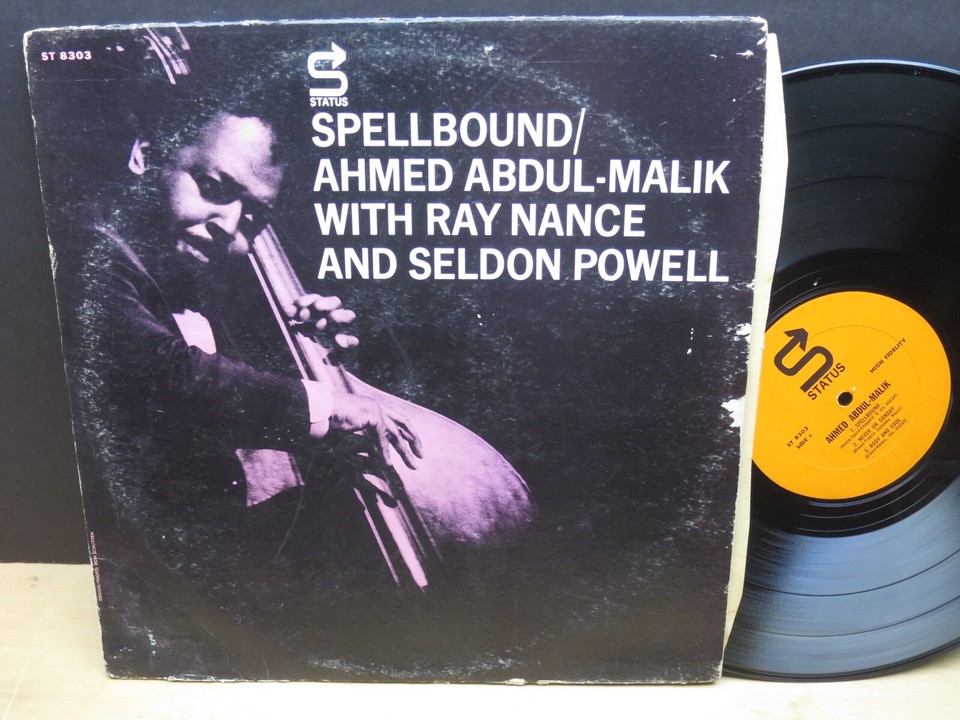 ST 8303
STATUS
SPELLBOUND/
AHMED ABDUL-MALIK
WITH RAY NANCE
AND SELDON POWELL
STATUS
HIGH FIDELITY
ST 8303
SIDE 1
AHMED ABDUL-MALIK
1. SPELLBOUND
2. NEVER ON SUNDAY
3. BODY AND SOUL